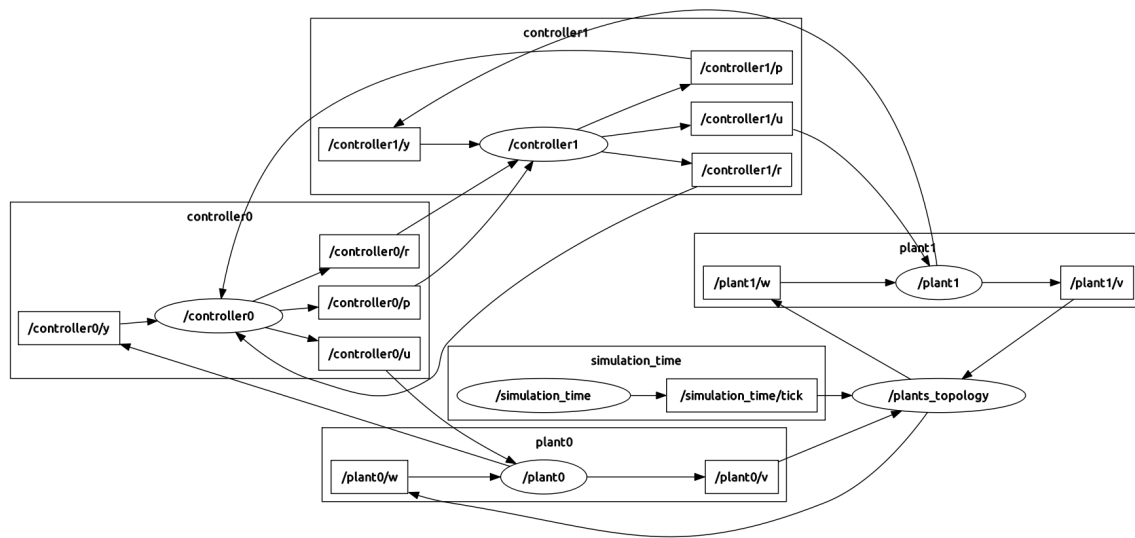 controller1
/controller1/p
/controller1/u
/controller1/y
/controller1
/controller1/r
controller0
/controller0/r
/controller0/p
/controller0
/controller0/y
/controller0/u
plant1
/plant1/w
/plant1
/plant1/v
simulation_time
/simulation_time
/simulation_time/tick
/plants_topology
plant0
/plant0/w
/plant0
/plant0/v